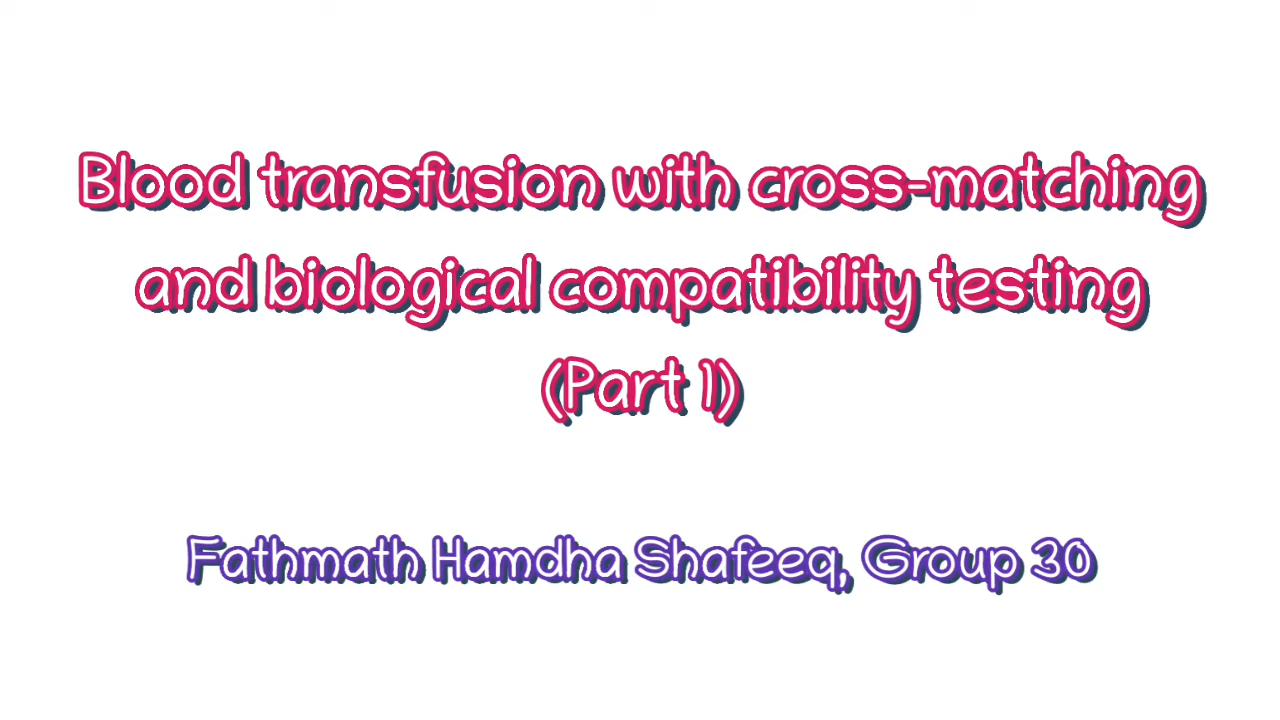 Blood transfusion with cross-matching
and biological compatibility testing
(Part 1)
Fathmath Hamdha Shafeeq, Group 30